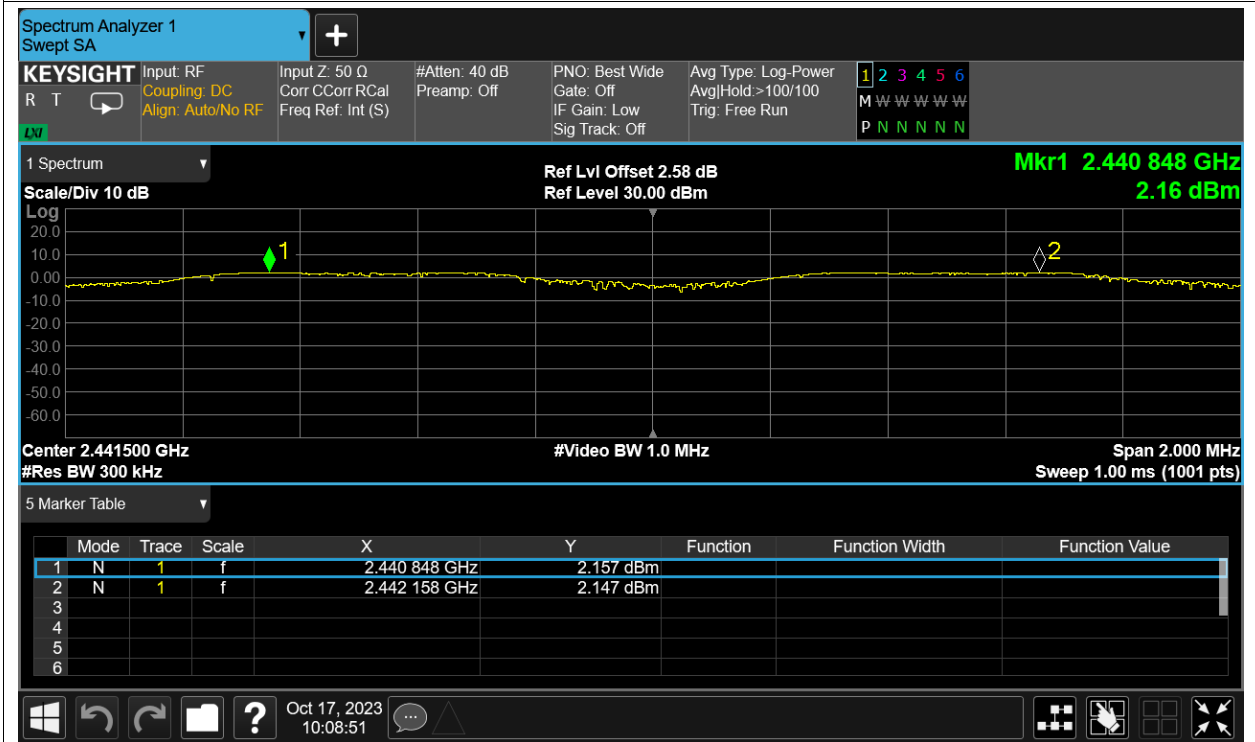 Spectrum Analyzer 1
Swept SA
+
KEYSIGHT Input: RF Input Z: 50 Ω #Atten: 40 dB PNO: Best Wide Avg Type: Log-Power 1 2 3 4 5 6
R T Coupling: DC Corr CCorr RCal Preamp: Off Gate: Off Avg|Hold:>100/100 M W W W W W
Align: Auto/No RF Freq Ref: Int (S) IF Gain: Low Trig: Free Run
LXI Sig Track: Off P N N N N N
1 Spectrum Ref Lvl Offset 2.58 dB Mkr1 2.440 848 GHz
Scale/Div 10 dB Ref Level 30.00 dBm 2.16 dBm
Log
20.0
10.0 1 2
0.00
-10.0
-20.0
-30.0
-40.0
-50.0
-60.0
Center 2.441500 GHz #Video BW 1.0 MHz Span 2.000 MHz
#Res BW 300 kHz Sweep 1.00 ms (1001 pts)
5 Marker Table
Mode Trace Scale X Y Function Function Width Function Value
1 N 1 f 2.440 848 GHz 2.157 dBm
2 N 1 f 2.442 158 GHz 2.147 dBm
3
4
5
6
? Oct 17, 2023
10:08:51